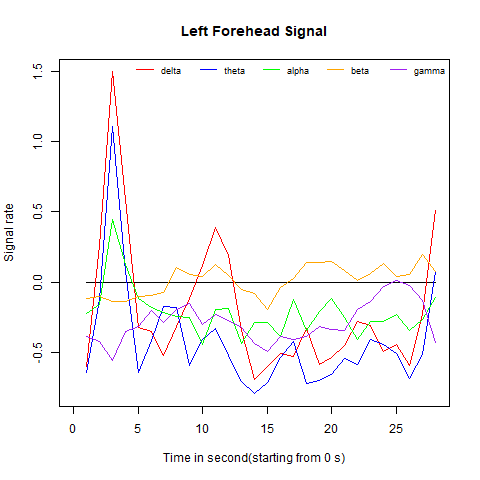 Left Forehead Signal
delta theta alpha beta gamma
1.5
1.0
0.5
0.0
-0.5
Signal rate
0 5 10 15 20 25
Time in second(starting from 0 s)